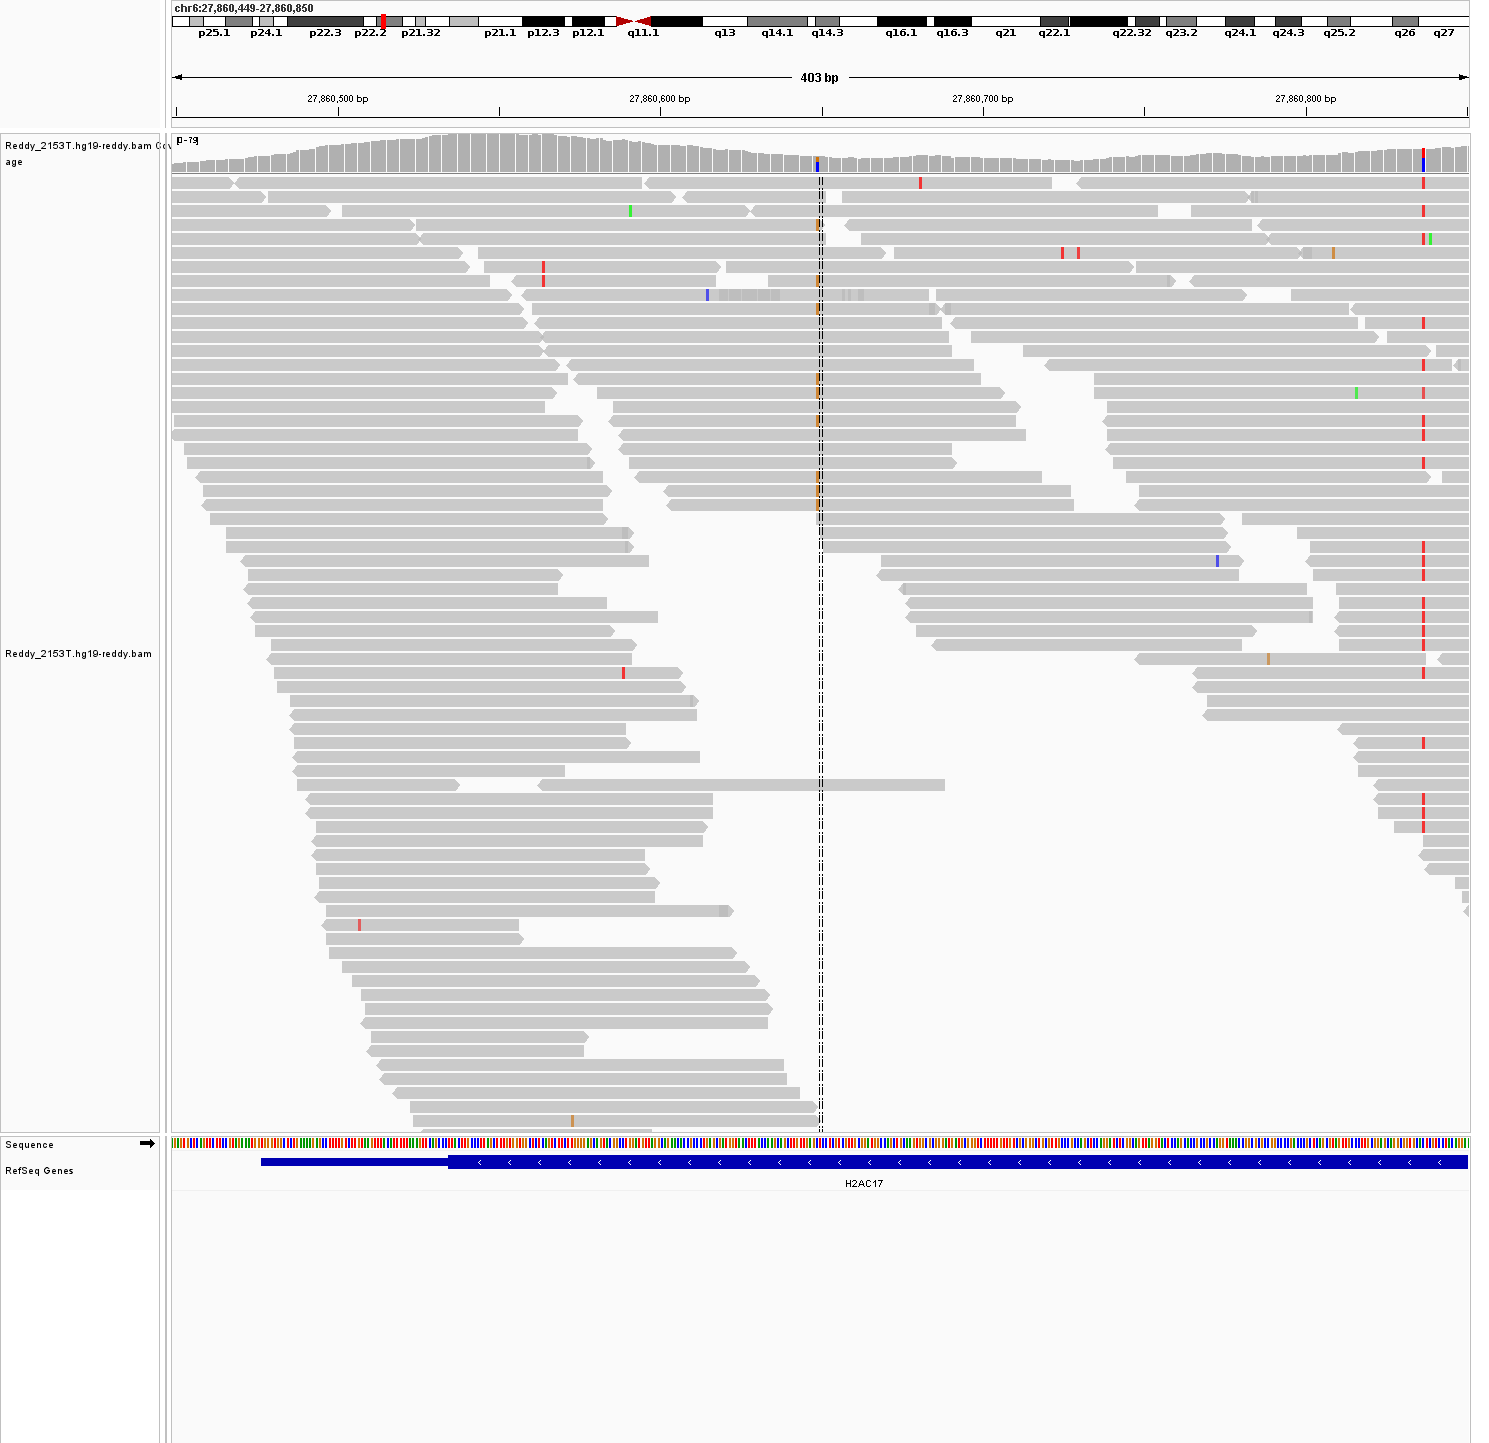 chr6:27,860,449-27,860,850
p25.1 p24.1 p22.3 p22.2 p21.32 p21.1 p12.3 p12.1 q11.1 q13 q14.1 q14.3 q16.1 q16.3 q21 q22.1 q22.32 q23.2 q24.1 q24.3 q25.2 q26 q27
403 bp
27,860,500 bp 27,860,600 bp 27,860,700 bp 27,860,800 bp
[0-79]
Reddy_2153T.hg19-reddy.bam Cov
age
Reddy_2153T.hg19-reddy.bam
Sequence
RefSeq Genes
H2AC17